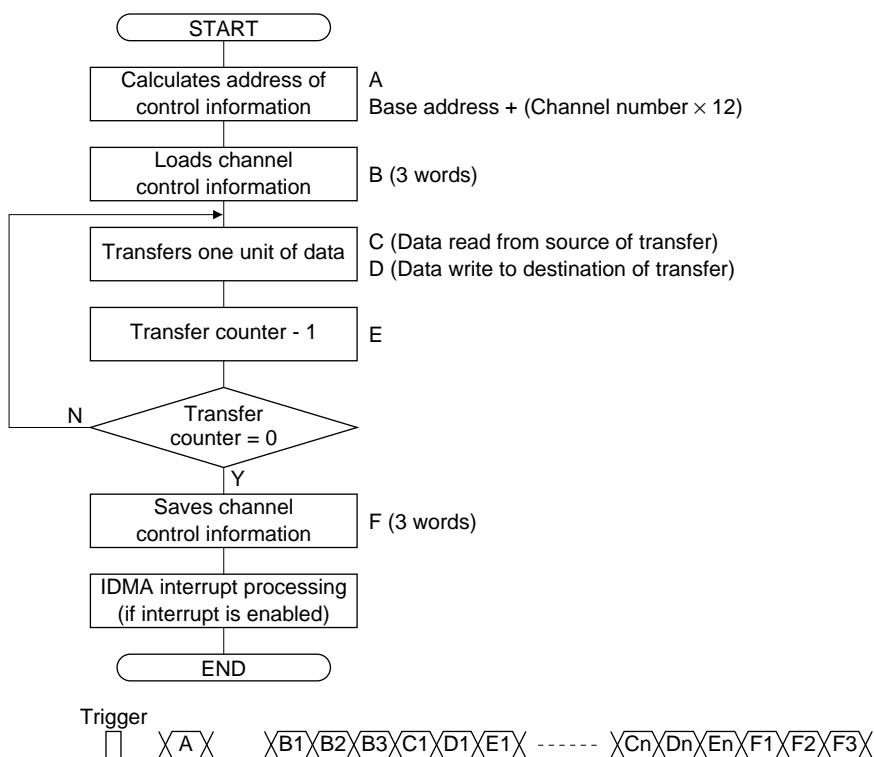 START
Calculates address of
control information
A
Base address + (Channel number × 12)
Loads channel
control information
B (3 words)
Transfers one unit of data
C (Data read from source of transfer)
D (Data write to destination of transfer)
Transfer counter - 1
E
N
Transfer
counter = 0
Y
Saves channel
control information
F (3 words)
IDMA interrupt processing
(if interrupt is enabled)
END
Trigger
A B1 B2 B3 C1 D1 E1 ------ Cn Dn En F1 F2 F3